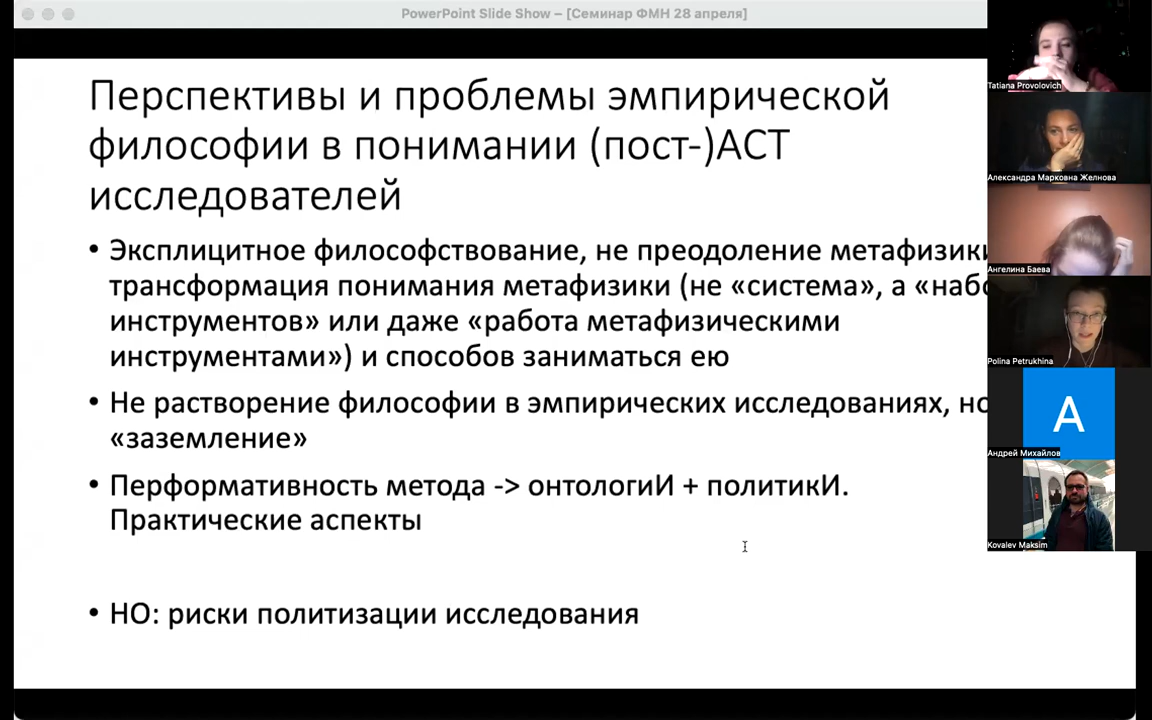 PowerPoint Slide Show – [Семинар ФМН 28 апреля]
Перспективы и проблемы эмпирической
философии в понимании (пост-)АСТ
исследователей
• Эксплицитное философствование, не преодоление метафизики
трансформация понимания метафизики (не «система», а «набо
инструментов» или даже «работа метафизическими
инструментами») и способов заниматься ею
• Не растворение философии в эмпирических исследованиях, но
«заземление»
• Перформативность метода -> онтологиИ + политикИ.
Практические аспекты
• НО: риски политизации исследования
Tatiana Provolovich
Александра Марковна Желнова
Ангелина Баева
Polina Petrukhina
А
Андрей Михайлов
Kovalev Maksim